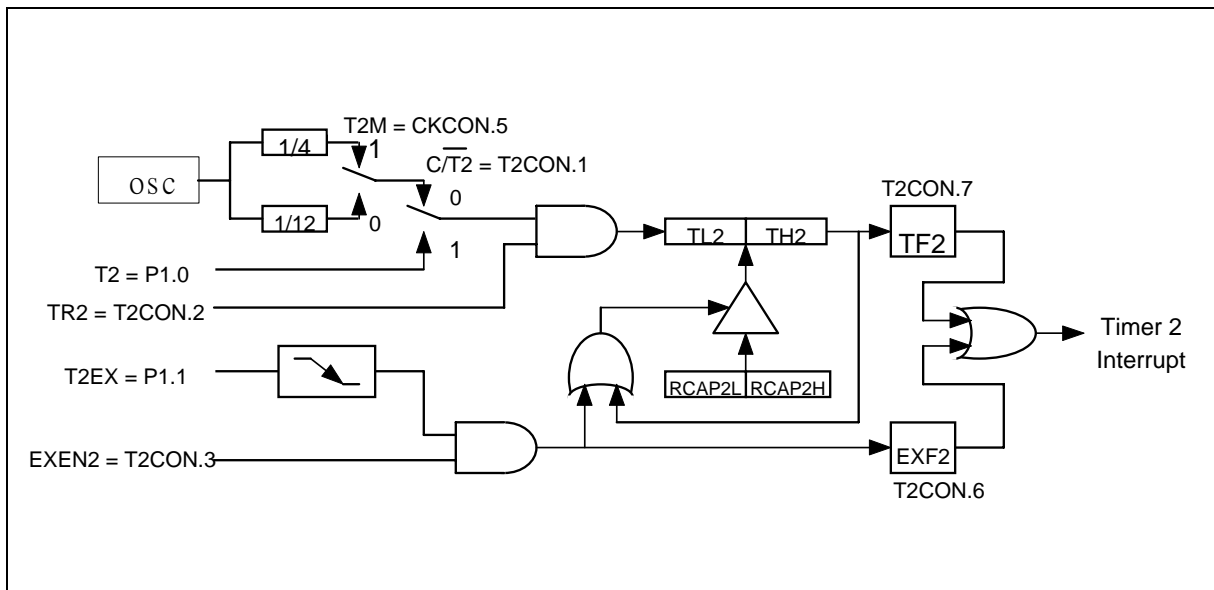 T2M = CKCON.5
1/4
1
C/T2 = T2CON.1
osc
0
T2CON.7
1/12
0
TL2
TH2
TF2
1
T2 = P1.0
TR2 = T2CON.2
Timer 2
Interrupt
T2EX = P1.1
RCAP2L
RCAP2H
EXEN2 = T2CON.3
EXF2
T2CON.6